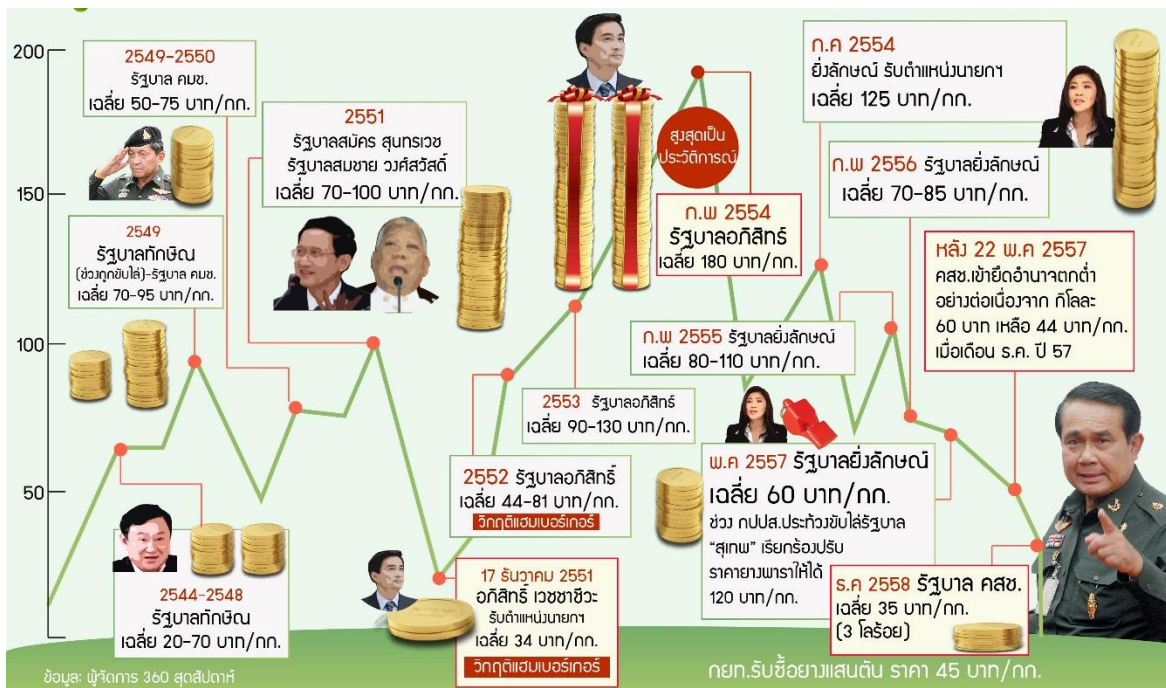 200
150
100
50
2549-2550
รัฐบาล คมช.
เฉลี่ย 50-75 บาท/กก.
2551
รัฐบาลสมัคร สุนทรเวช
รัฐบาลสมชาย วงศ์สวัสดิ์
เฉลี่ย 70-100 บาท/กก.
2549
รัฐบาลทักษิณ
(ช่วงถูกขับไล่)-รัฐบาล คมช.
เฉลี่ย 70-95 บาท/กก.
2544-2548
รัฐบาลทักษิณ
เฉลี่ย 20-70 บาท/กก.
17 ธันวาคม 2551
อภิสิทธิ์ เวชชาชีวะ
รับตำแหน่งนายกฯ
เฉลี่ย 34 บาท/กก.
วิกฤติแฮมเบอร์เกอร์
2552 รัฐบาลอภิสิทธิ์
เฉลี่ย 44-81 บาท/กก.
วิกฤติแฮมเบอร์เกอร์
2553 รัฐบาลอภิสิทธ์
เฉลี่ย 90-130 บาท/กก.
สูงสุดเป็น
ประวัติการณ์
ก.พ 2554
รัฐบาลอภิสิทธ์
เฉลี่ย 180 บาท/กก.
ก.ค 2554
ยิ่งลักษณ์ รับตำแหน่งนายกฯ
เฉลี่ย 125 บาท/กก.
ก.พ 2555 รัฐบาลยิ่งลักษณ์
เฉลี่ย 80-110 บาท/กก.
ก.พ 2556 รัฐบาลยิ่งลักษณ์
เฉลี่ย 70-85 บาท/กก.
พ.ค 2557 รัฐบาลยิ่งลักษณ์
เฉลี่ย 60 บาท/กก.
ช่วง กปปส.ประท้วงขับไล่รัฐบาล
“สุเทพ” เรียกร้องปรับ
ราคายางพาราให้ได้
120 บาท/กก.
หลัง 22 พ.ค 2557
คสช.เข้ายึดอำนาจตกต่ำ
อย่างต่อเนื่องจาก กิโลละ
60 บาท เหลือ 44 บาท/กก.
เมื่อเดือน ธ.ค. ปี 57
ธ.ค 2558 รัฐบาล คสช.
เฉลี่ย 35 บาท/กก.
(3 โลร้อย)
กยท.รับซื้อยางแสนตัน ราคา 45 บาท/กก.
ข้อมูล: ผู้จัดการ 360 สุดสัปดาห์